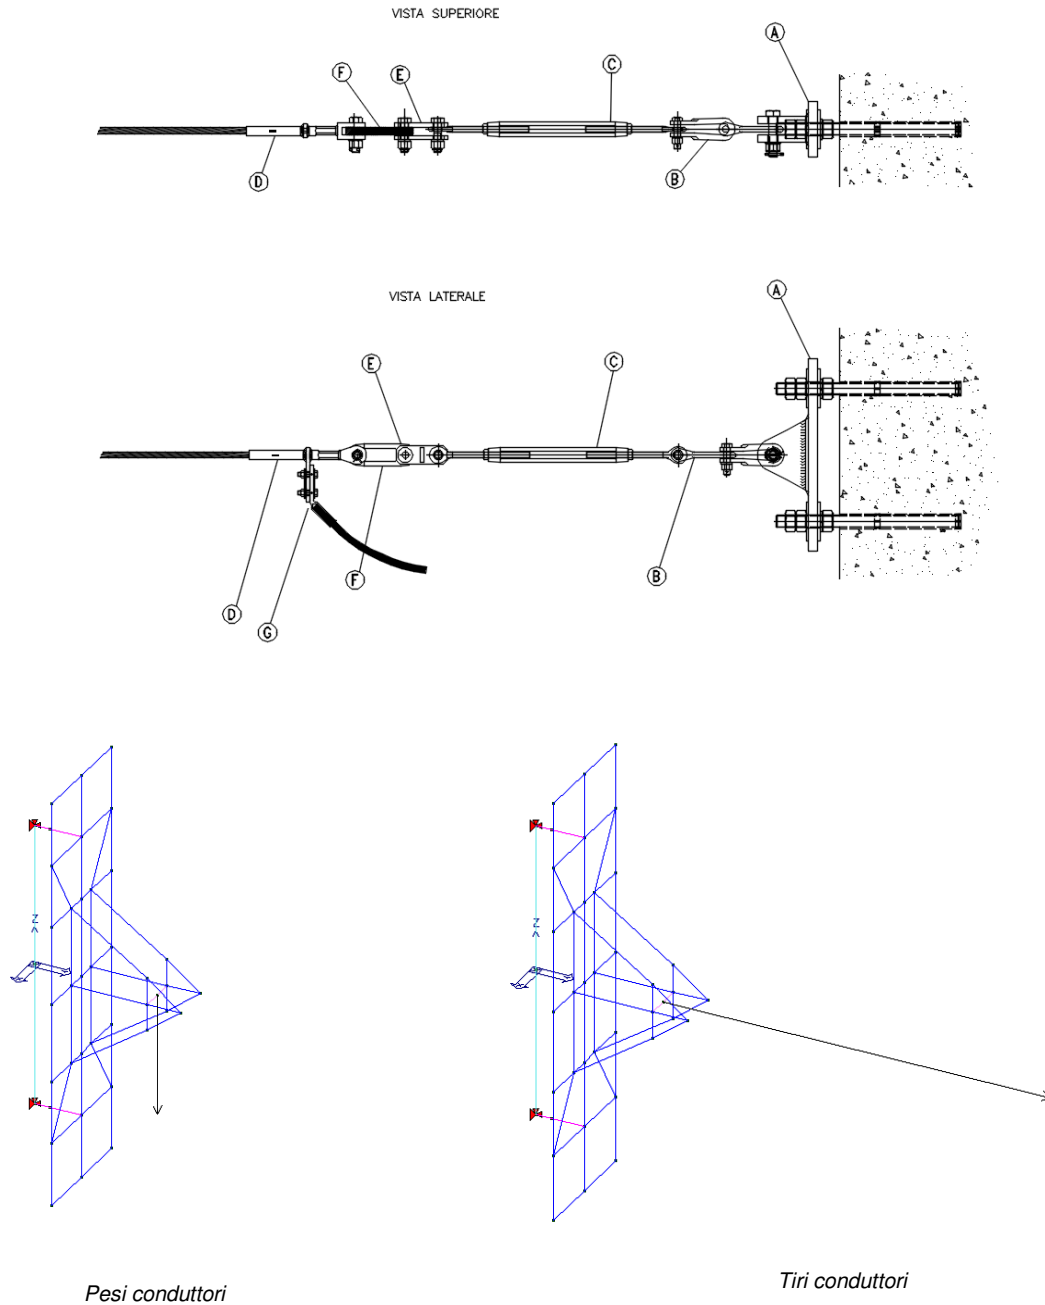 VISTA SUPERIORE
A
C
F
E
D
B
VISTA LATERALE
A
C
E
F
B
D
G
Z
Z
Pesi conduttori
Tiri conduttori